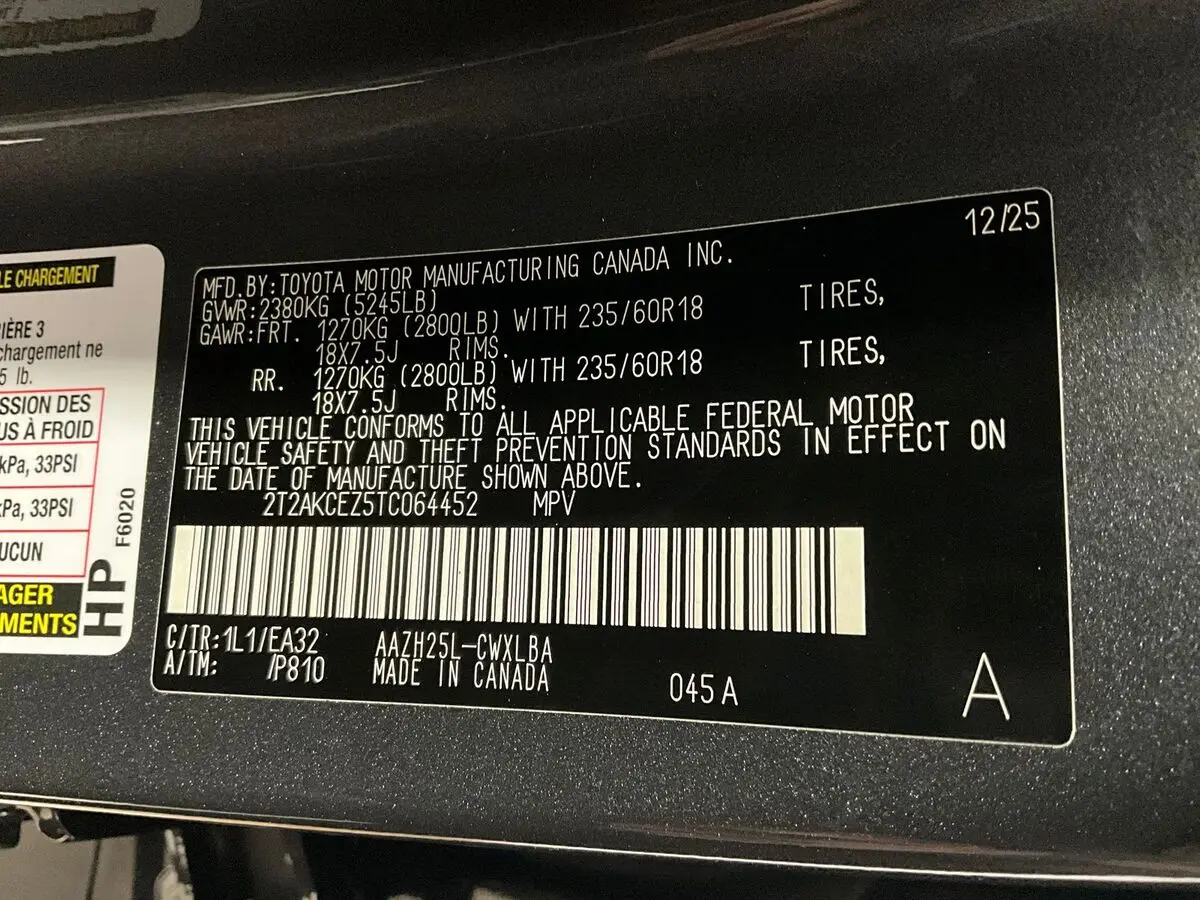 LE CHARGEMENT
IÈRE 3
chargement ne
5 lb.
SSION DES
US À FROID
kPa, 33PSI
kPa, 33PSI
UCUN
AGER
MENTS
HP
F6020
12/25
MFD.BY:TOYOTA MOTOR MANUFACTURING CANADA INC.
GVWR:2380KG (5245LB)
GAWR:FRT. 1270KG (2800LB) WITH 235/60R18 TIRES,
18X7.5J RIMS.
RR. 1270KG (2800LB) WITH 235/60R18 TIRES,
18X7.5J RIMS.
THIS VEHICLE CONFORMS TO ALL APPLICABLE FEDERAL MOTOR
VEHICLE SAFETY AND THEFT PREVENTION STANDARDS IN EFFECT ON
THE DATE OF MANUFACTURE SHOWN ABOVE.
2T2AKCEZ5TC064452 MPV
C/TR:1L1/EA32 AAZH25L-CWXLBA
A/TM: /P810 MADE IN CANADA
045A
A